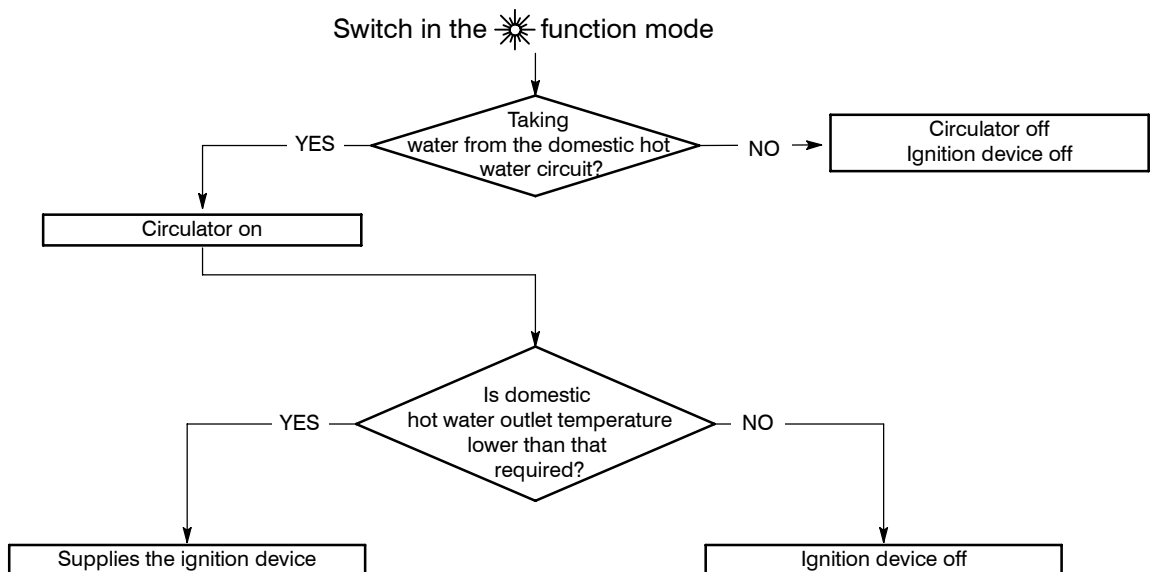 Switch in the function mode
Taking
water from the domestic hot
water circuit?
YES
NO
Circulator off
Ignition device off
Circulator on
Is domestic
hot water outlet temperature
lower than that
required?
YES
NO
Supplies the ignition device
Ignition device off